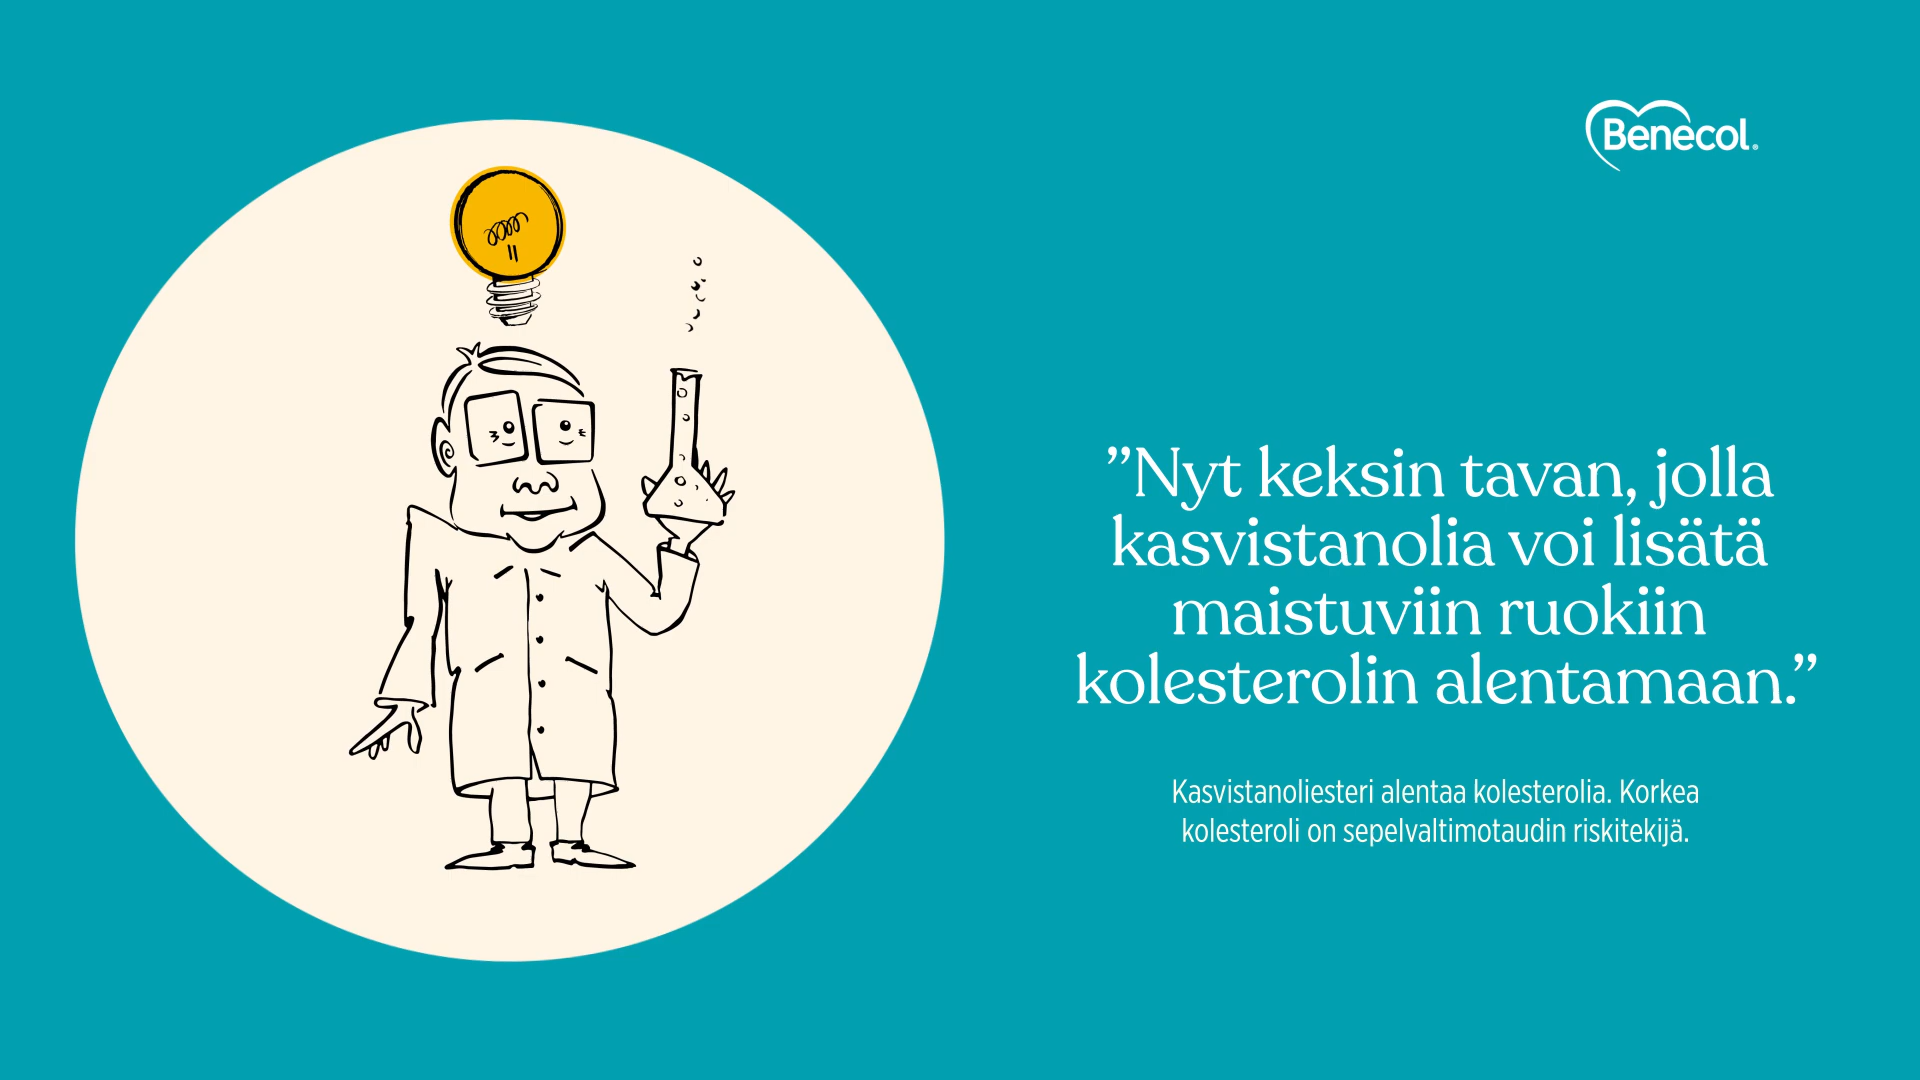 Benecol®
”Nyt keksin tavan, jolla
kasvistanolia voi lisätä
maistuviin ruokiin
kolesterolin alentamaan.”
Kasvistanoliesteri alentaa kolesterolia. Korkea
kolesteroli on sepelvaltimotaudin riskitekijä.